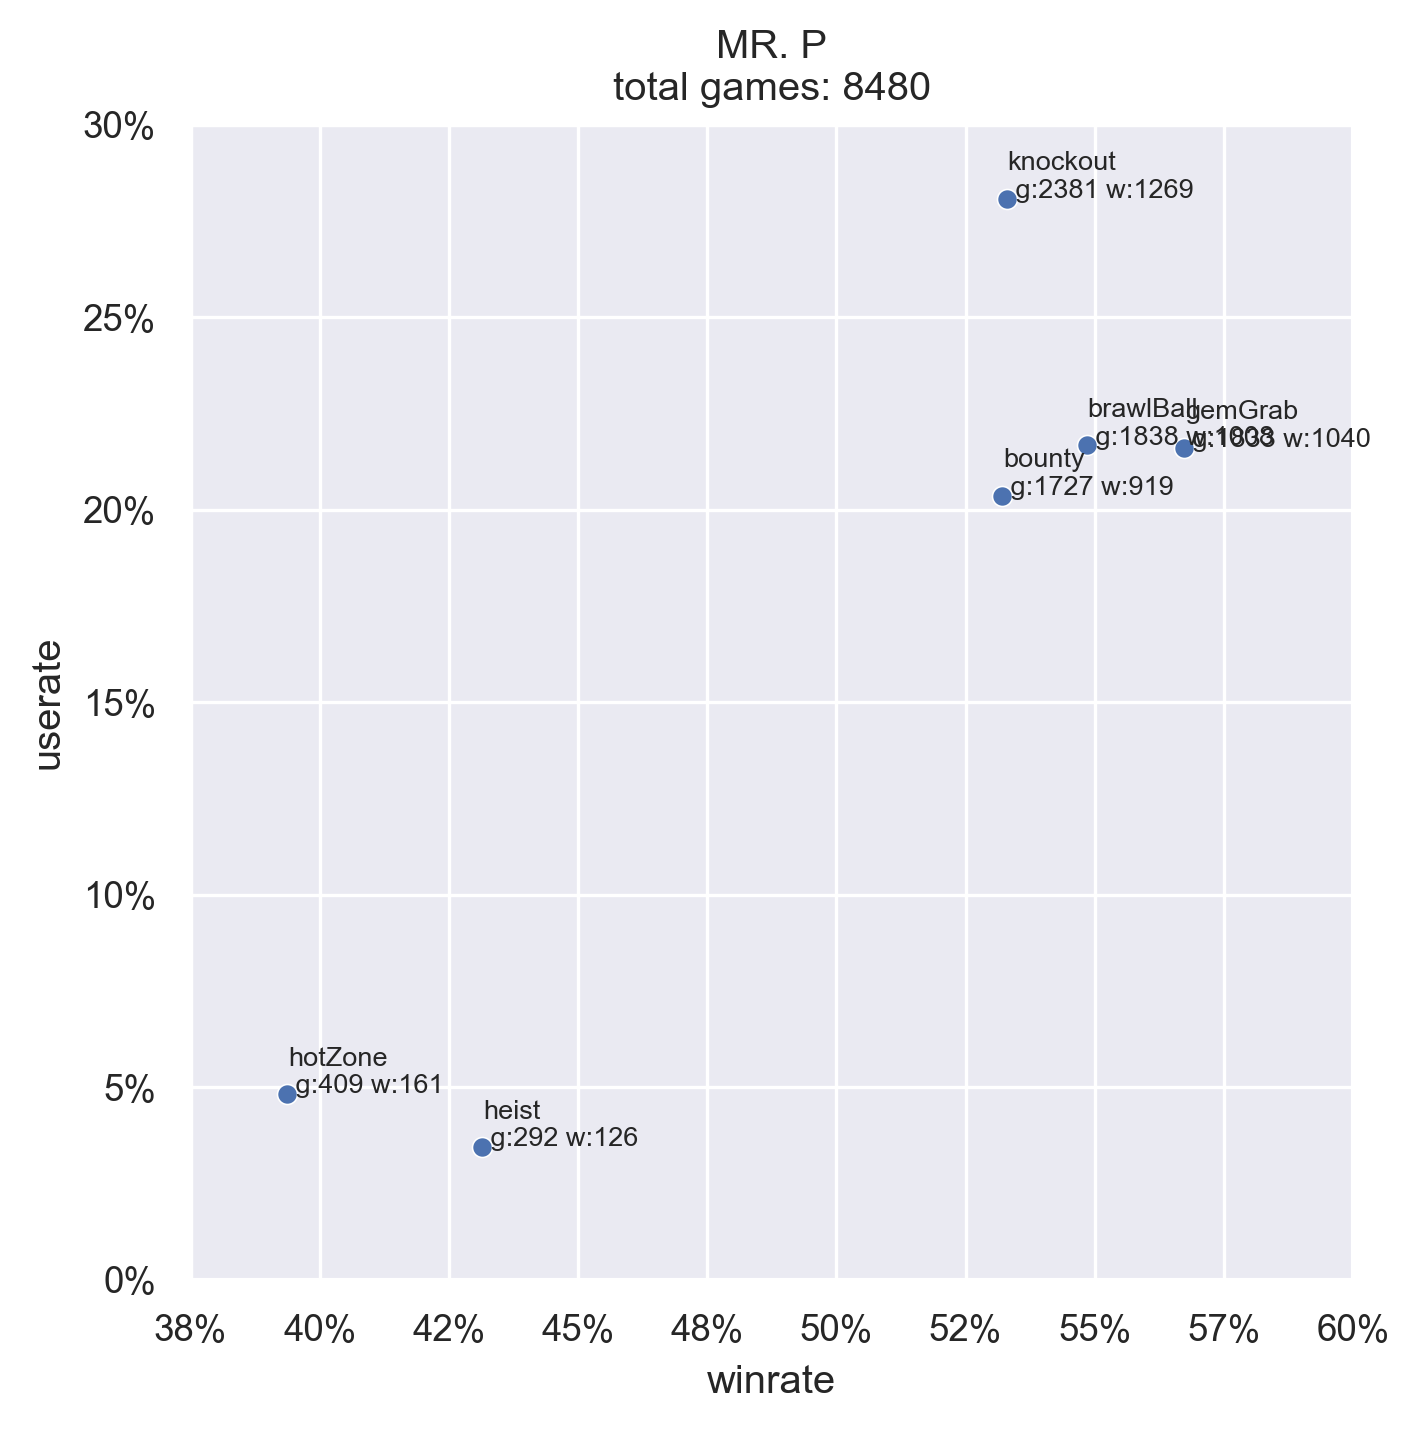 MR. P
total games: 8480
30%
25%
20%
15%
10%
5%
0%
userate
knockout
g:2381 w:1269
brawlBall
g:1838 w:1008
gemGrab
g:1833 w:1040
bounty
g:1727 w:919
hotZone
g:409 w:161
heist
g:292 w:126
38% 40% 42% 45% 48% 50% 52% 55% 57% 60%
winrate